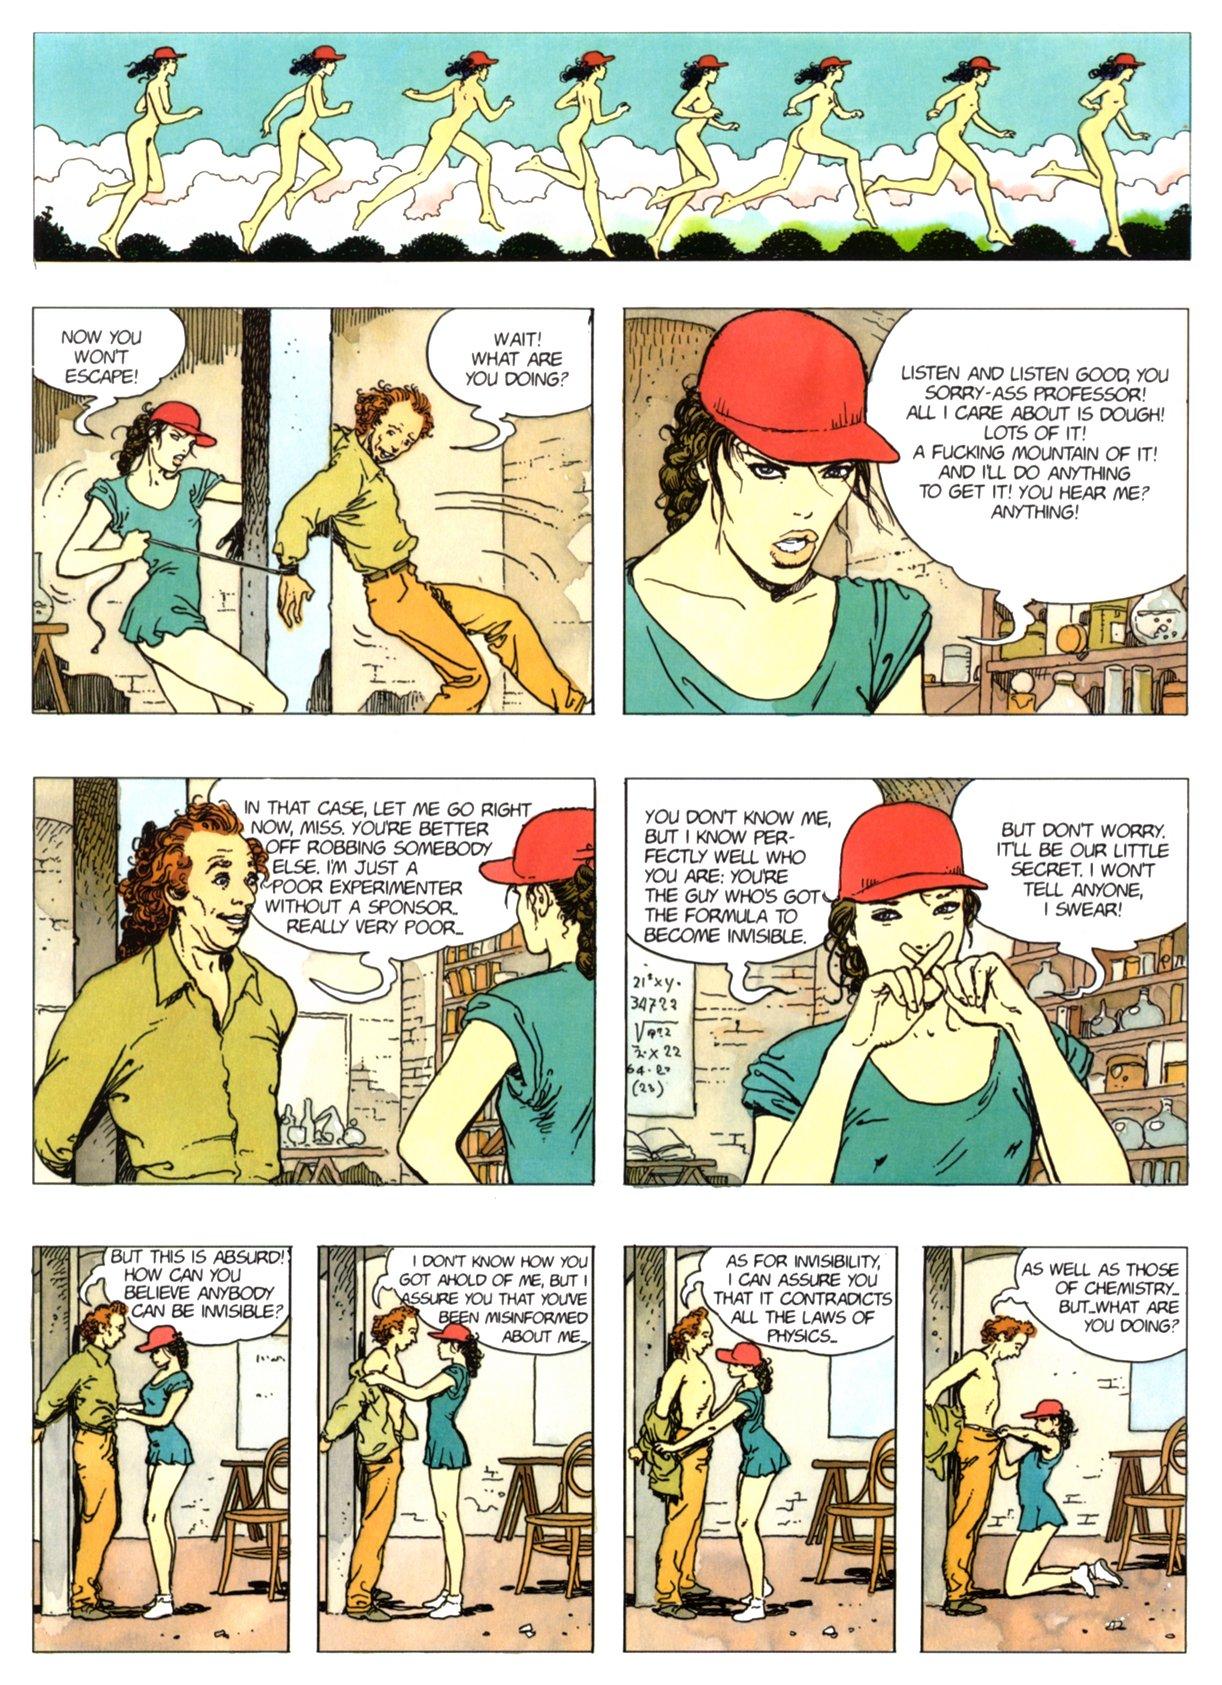 NOW YOU
WON'T
ESCAPE!
WAIT!
WHAT ARE
YOU DOING?
LISTEN AND LISTEN GOOD, YOU
SORRY-ASS PROFESSOR!
ALL I CARE ABOUT IS DOUGH!
LOTS OF IT!
A FUCKING MOUNTAIN OF IT!
AND I'LL DO ANYTHING
TO GET IT! YOU HEAR ME?
ANYTHING!
IN THAT CASE, LET ME GO RIGHT
NOW, MISS. YOU'RE BETTER
OFF ROBBING SOMEBODY
ELSE. I'M JUST A
POOR EXPERIMENTER
WITHOUT A SPONSOR..
REALLY VERY POOR...
YOU DON'T KNOW ME,
BUT I KNOW PER-
FECTLY WELL WHO
YOU ARE: YOU'RE
THE GUY WHO'S GOT
THE FORMULA TO
BECOME INVISIBLE.
BUT DON'T WORRY.
IT'LL BE OUR LITTLE
SECRET. I WON'T
TELL ANYONE,
I SWEAR!
34722
(23)
BUT THIS IS ABSURD!
HOW CAN YOU
BELIEVE ANYBODY
CAN BE INVISIBLE?
I DON'T KNOW HOW YOU
GOT AHOLD OF ME, BUT I
ASSURE YOU THAT YOU'VE
BEEN MISINFORMED
ABOUT ME...
AS FOR INVISIBILITY,
I CAN ASSURE YOU
THAT IT CONTRADICTS
ALL THE LAWS OF
PHYSICS...
AS WELL AS THOSE
OF CHEMISTRY...
BUT...WHAT ARE
YOU DOING?